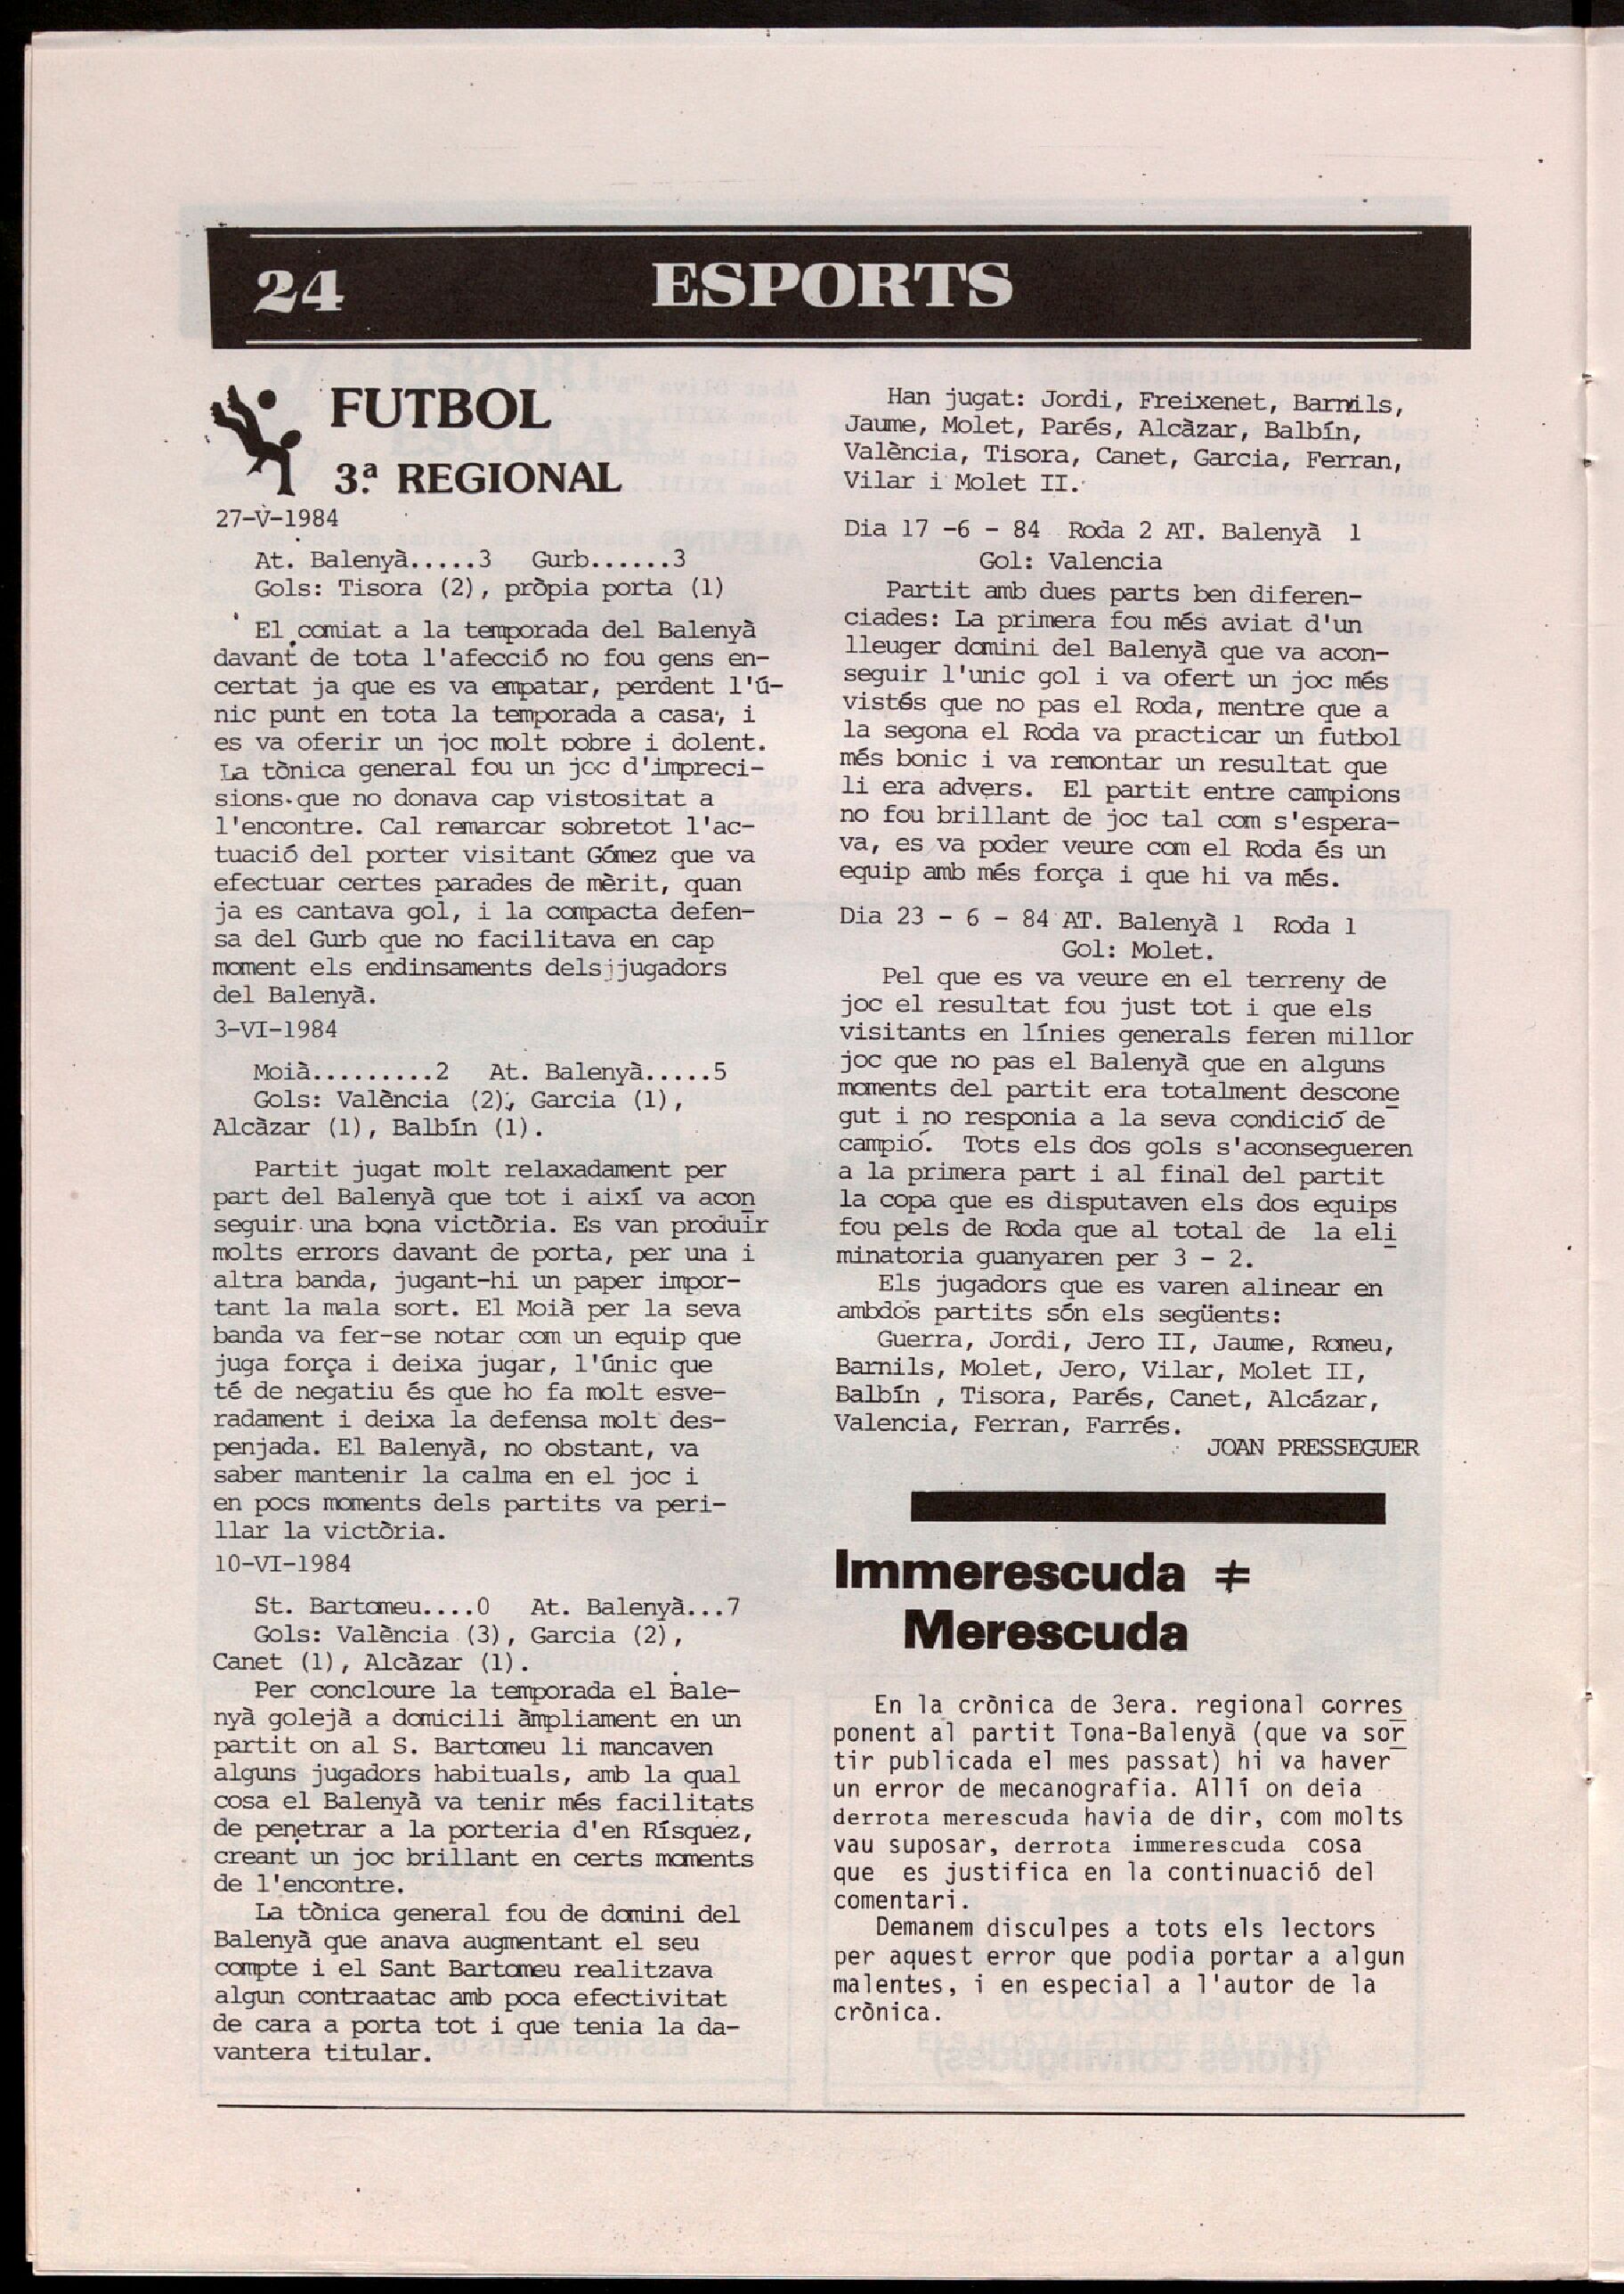 24 ESPORTS
FUTBOL
3.ª REGIONAL
27-V-1984
At. Balenyà.....3 Gurb......3
Gols: Tisora (2), pròpia porta (1)
El comiat a la temporada del Balenyà
davant de tota l'afecció no fou gens en-
certat ja que es va empatar, perdent l'ú-
nic punt en tota la temporada a casa, i
es va oferir un joc molt pobre i dolent.
La tònica general fou un joc d'impreci-
sions que no donava cap vistositat a
l'encontre. Cal remarcar sobretot l'ac-
tuació del porter visitant Gómez que va
efectuar certes parades de mèrit, quan
ja es cantava gol, i la compacta defen-
sa del Gurb que no facilitava en cap
moment els endinsaments dels jugadors
del Balenyà.
3-VI-1984
Moià.........2 At. Balenyà.....5
Gols: València (2), Garcia (1),
Alcàzar (1), Balbín (1).
Partit jugat molt relaxadament per
part del Balenyà que tot i així va acon
seguir una bona victòria. Es van produïr
molts errors davant de porta, per una i
altra banda, jugant-hi un paper impor-
tant la mala sort. El Moià per la seva
banda va fer-se notar com un equip que
juga força i deixa jugar, l'únic que
té de negatiu és que ho fa molt esve-
radament i deixa la defensa molt des-
penjada. El Balenyà, no obstant, va
saber mantenir la calma en el joc i
en pocs moments dels partits va peri-
llar la victòria.
10-VI-1984
St. Bartomeu....0 At. Balenyà...7
Gols: València (3), Garcia (2),
Canet (1), Alcàzar (1).
Per concloure la temporada el Bale-
nyà golejà a domicili àmpliament en un
partit on al S. Bartomeu li mancaven
alguns jugadors habituals, amb la qual
cosa el Balenyà va tenir més facilitats
de penetrar a la porteria d'en Rísquez,
creant un joc brillant en certs moments
de l'encontre.
La tònica general fou de domini del
Balenyà que anava augmentant el seu
compte i el Sant Bartomeu realitzava
algun contraatac amb poca efectivitat
de cara a porta tot i que tenia la da-
vantera titular.
Han jugat: Jordi, Freixenet, Barnils,
Jaume, Molet, Parés, Alcàzar, Balbín,
València, Tisora, Canet, Garcia, Ferran,
Vilar i Molet II.
Dia 17 -6 - 84 Roda 2 AT. Balenyà 1
Gol: Valencia
Partit amb dues parts ben diferen-
ciades: La primera fou més aviat d'un
lleuger domini del Balenyà que va acon-
seguir l'unic gol i va ofert un joc més
vistós que no pas el Roda, mentre que a
la segona el Roda va practicar un futbol
més bonic i va remontar un resultat que
li era advers. El partit entre campions
no fou brillant de joc tal com s'espera-
va, es va poder veure com el Roda és un
equip amb més força i que hi va més.
Dia 23 - 6 - 84 AT. Balenyà 1 Roda 1
Gol: Molet.
Pel que es va veure en el terreny de
joc el resultat fou just tot i que els
visitants en línies generals feren millor
joc que no pas el Balenyà que en alguns
moments del partit era totalment descone
gut i no responia a la seva condició de
campió. Tots els dos gols s'aconsegueren
a la primera part i al final del partit
la copa que es disputaven els dos equips
fou pels de Roda que al total de la eli
minatoria guanyaren per 3 - 2.
Els jugadors que es varen alinear en
ambdós partits són els següents:
Guerra, Jordi, Jero II, Jaume, Romeu,
Barnils, Molet, Jero, Vilar, Molet II,
Balbín , Tisora, Parés, Canet, Alcázar,
Valencia, Ferran, Farrés.
JOAN PRESSEGUER
Immerescuda ≠
Merescuda
En la crònica de 3era. regional corres
ponent al partit Tona-Balenyà (que va sor
tir publicada el mes passat) hi va haver
un error de mecanografia. Allí on deia
derrota merescuda havia de dir, com molts
vau suposar, derrota immerescuda cosa
que es justifica en la continuació del
comentari.
Demanem disculpes a tots els lectors
per aquest error que podia portar a algun
malentes, i en especial a l'autor de la
crònica.